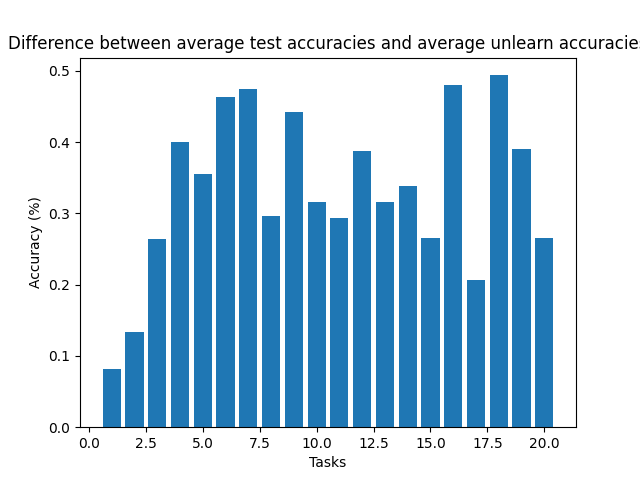 Difference between average test accuracies and average unlearn accuracies
Accuracy (%)
0.5
0.4
0.3
0.2
0.1
0.0
0.0 2.5 5.0 7.5 10.0 12.5 15.0 17.5 20.0
Tasks